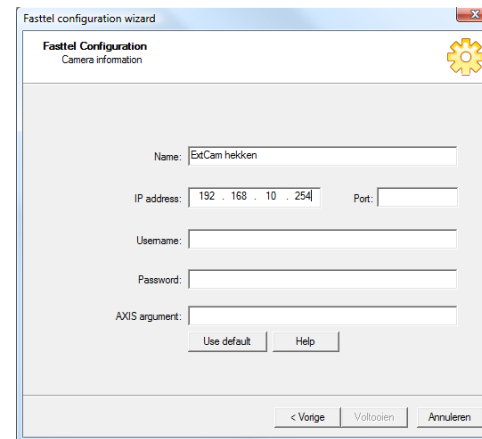 Fasttel configuration wizard
Fasttel Configuration
Camera information
Name: ExtCam hekken
IP address: 192 . 168 . 10 . 254 Port:
Username:
Password:
AXIS argument:
Use default Help
< Vorige Voltooien Annuleren